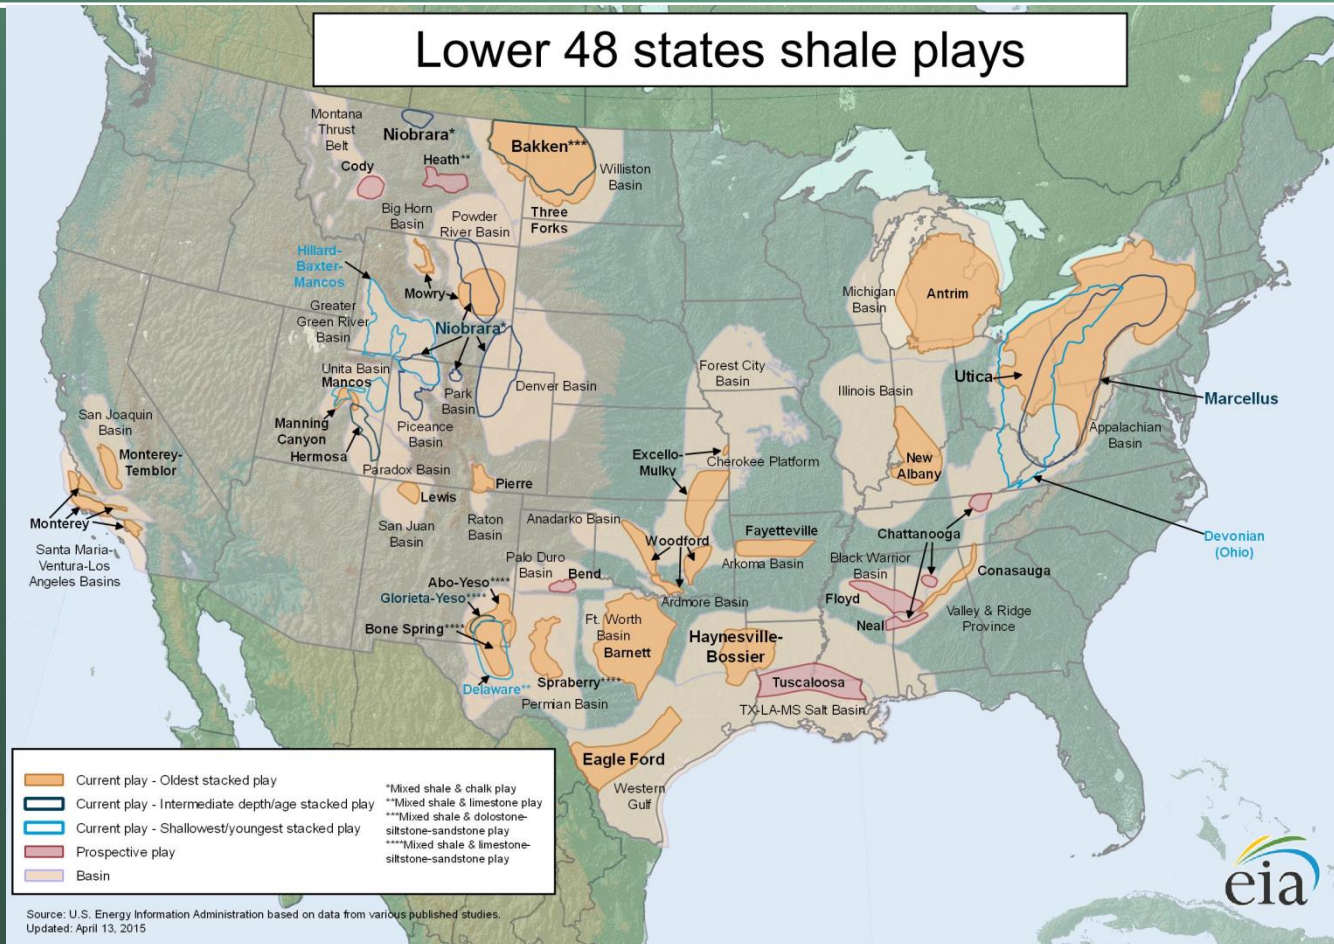 Lower 48 states shale plays
Montana
Thrust
Belt
Niobrara*
Bakken***
Cody
Heath**
Williston
Basin
Big Horn
Basin
Powder
River Basin
Three
Forks
Hillard-
Baxter-
Mancos
Mowry
Greater
Green River
Basin
Niobrara*
Michigan
Basin
Antrim
Unita Basin
Mancos
Park
Basin
Denver Basin
Forest City
Basin
Illinois Basin
Utica
Marcellus
San Joaquin
Basin
Manning
Canyon
Hermosa
Piceance
Basin
Appalachian
Basin
Monterey-
Temblor
Paradox Basin
Excello-
Mulky
Cherokee Platform
New
Albany
Lewis
Pierre
Monterey
San Juan
Basin
Raton
Basin
Anadarko Basin
Woodford
Fayetteville
Chattanooga
Devonian
(Ohio)
Santa Maria-
Ventura-Los
Angeles Basins
Palo Duro
Basin
Bend
Arkoma Basin
Black Warrior
Basin
Conasauga
Abo-Yeso****
Glorieta-Yeso****
Ardmore Basin
Floyd
Bone Spring****
Ft. Worth
Basin
Barnett
Haynesville-
Bossier
Neal
Valley & Ridge
Province
Delaware**
Spraberry****
Permian Basin
Tuscaloosa
TX-LA-MS Salt Basin
Eagle Ford
Western
Gulf
Current play - Oldest stacked play
Current play - Intermediate depth/age stacked play
Current play - Shallowest/youngest stacked play
Prospective play
Basin
*Mixed shale & chalk play
**Mixed shale & limestone play
***Mixed shale & dolostone-
siltstone-sandstone play
****Mixed shale & limestone-
siltstone-sandstone play
Source: U.S. Energy Information Administration based on data from various published studies.
Updated: April 13, 2015
eia